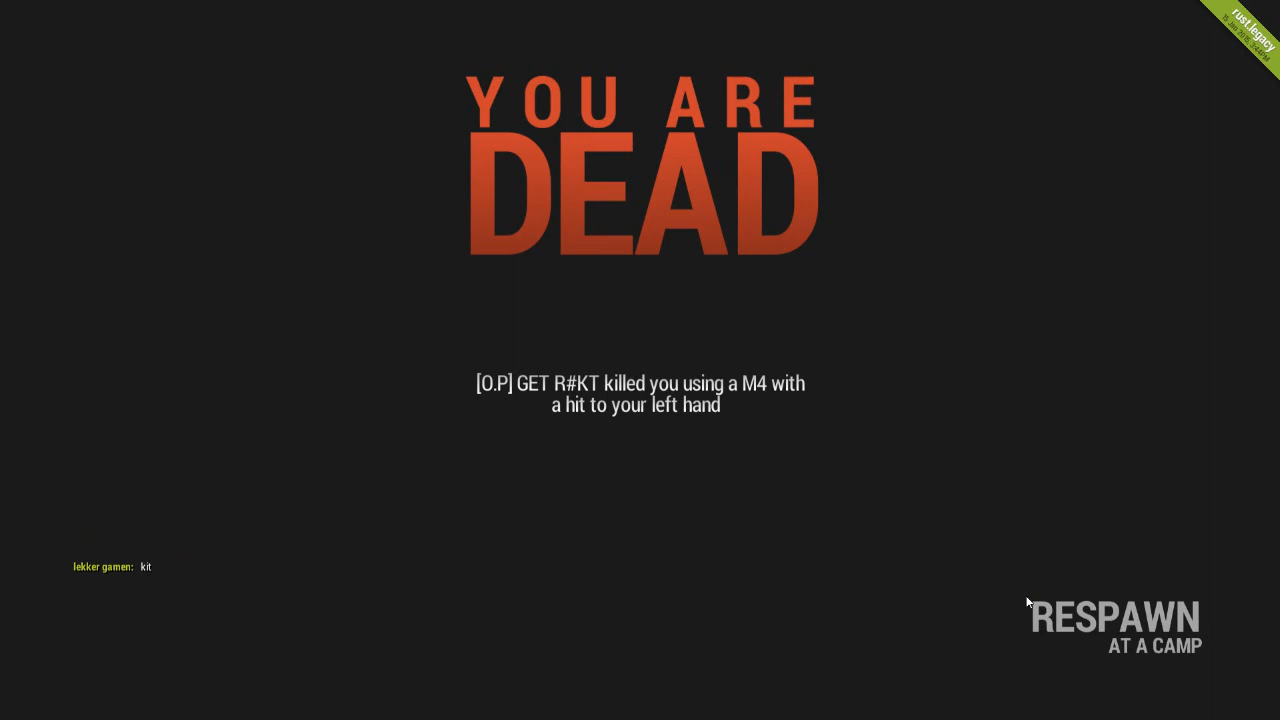 rust.legacy
YOU ARE
DEAD
[O.P] GET R#KT killed you using a M4 with
a hit to your left hand
lekker gamen: kit
RESPAWN
AT A CAMP